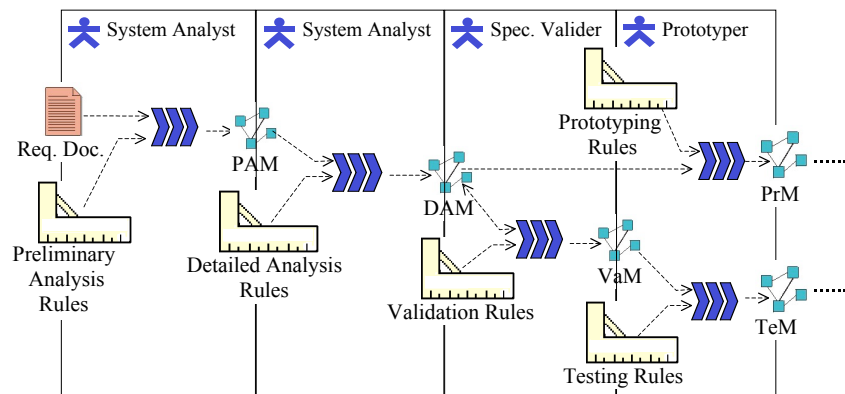 System Analyst
System Analyst
Spec. Valider
Prototyper
Req. Doc.
PAM
Prototyping
Rules
Preliminary
Analysis
Rules
Detailed Analysis
Rules
DAM
PrM
Validation Rules
VaM
Testing Rules
TeM